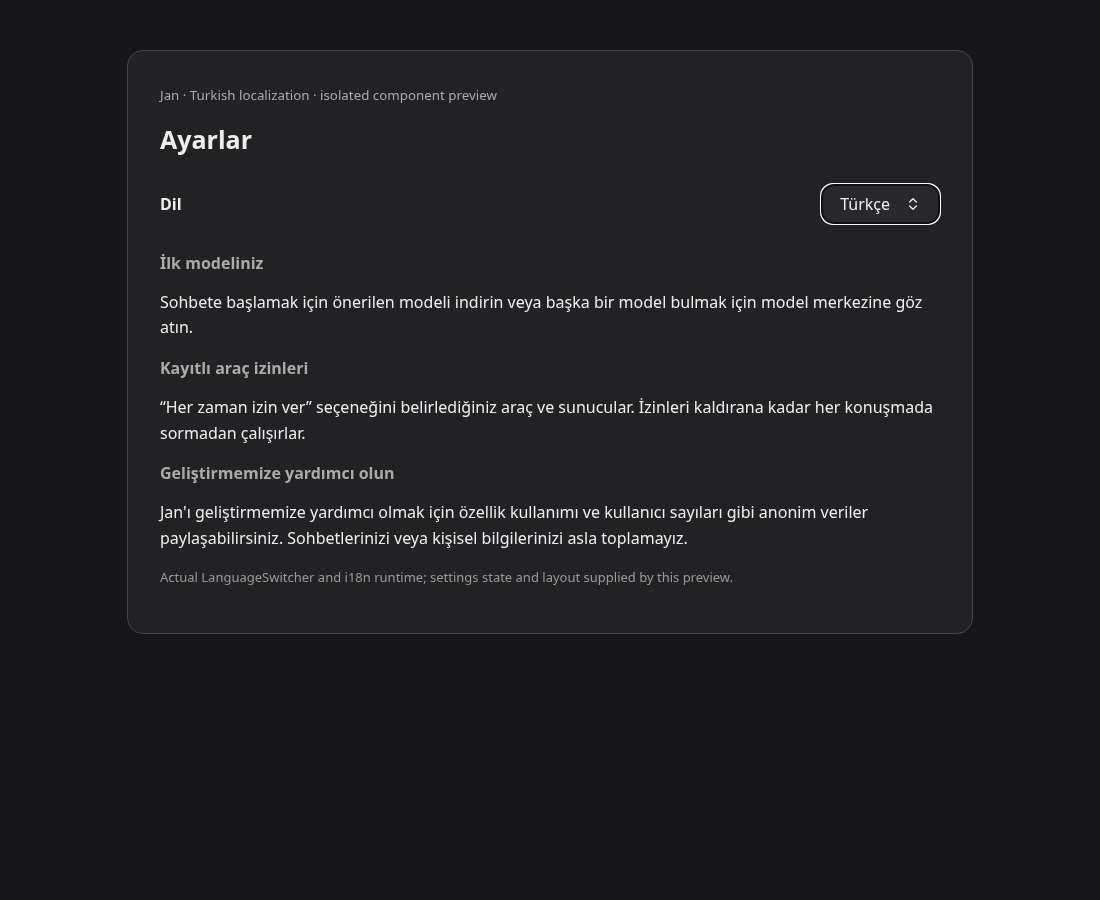 Jan · Turkish localization · isolated component preview
Ayarlar
Dil
Türkçe
İlk modeliniz
Sohbete başlamak için önerilen modeli indirin veya başka bir model bulmak için model merkezine göz
atın.
Kayıtlı araç izinleri
“Her zaman izin ver” seçeneğini belirlediğiniz araç ve sunucular. İzinleri kaldırana kadar her konuşmada
sormadan çalışırlar.
Geliştirmemize yardımcı olun
Jan'ı geliştirmemize yardımcı olmak için özellik kullanımı ve kullanıcı sayıları gibi anonim veriler
paylaşabilirsiniz. Sohbetlerinizi veya kişisel bilgilerinizi asla toplamayız.
Actual LanguageSwitcher and i18n runtime; settings state and layout supplied by this preview.